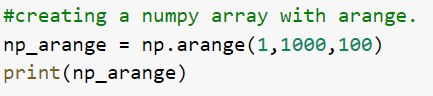 #creating a numpy array with arange.
np_arange = np.arange(1,1000,100)
print(np_arange)